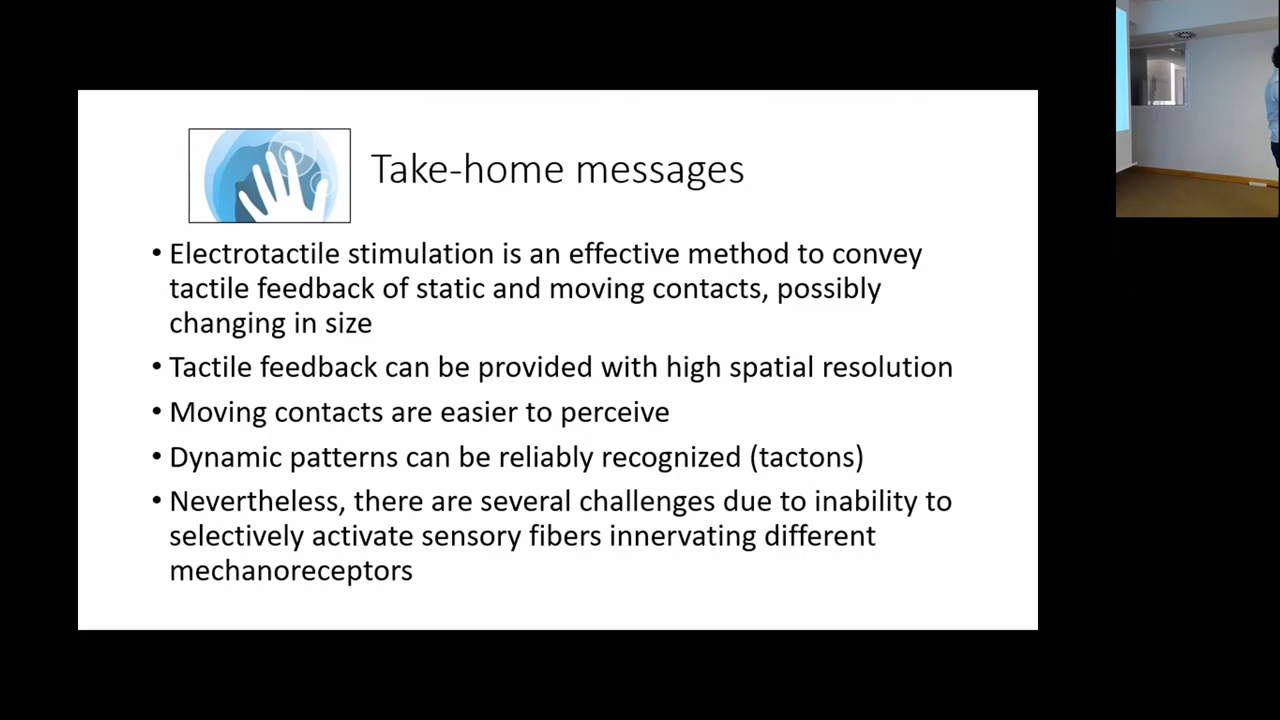 Take-home messages
• Electrotactile stimulation is an effective method to convey
tactile feedback of static and moving contacts, possibly
changing in size
• Tactile feedback can be provided with high spatial resolution
• Moving contacts are easier to perceive
• Dynamic patterns can be reliably recognized (tactons)
• Nevertheless, there are several challenges due to inability to
selectively activate sensory fibers innervating different
mechanoreceptors